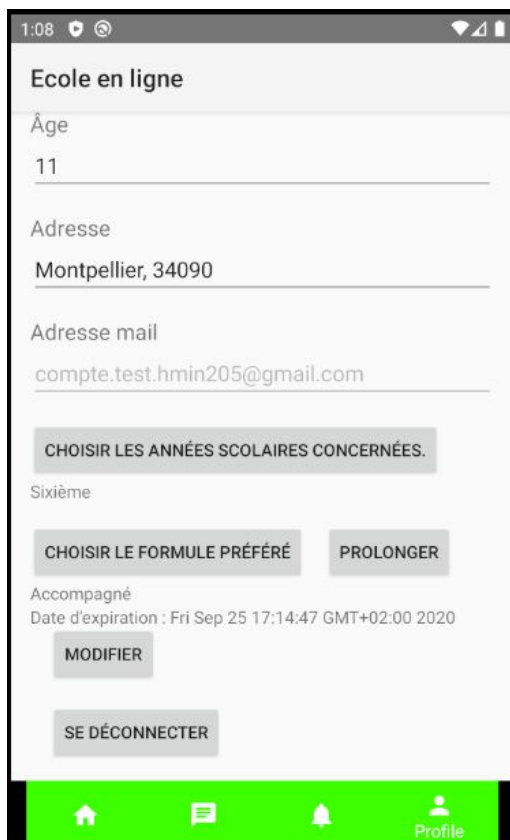 1:08
Ecole en ligne
Âge
11
Adresse
Montpellier, 34090
Adresse mail
compte.test.hmin205@gmail.com
CHOISIR LES ANNÉES SCOLAIRES CONCERNÉES.
Sixième
CHOISIR LE FORMULE PRÉFÉRÉ PROLONGER
Accompagné
Date d'expiration : Fri Sep 25 17:14:47 GMT+02:00 2020
MODIFIER
SE DÉCONNECTER
Profile